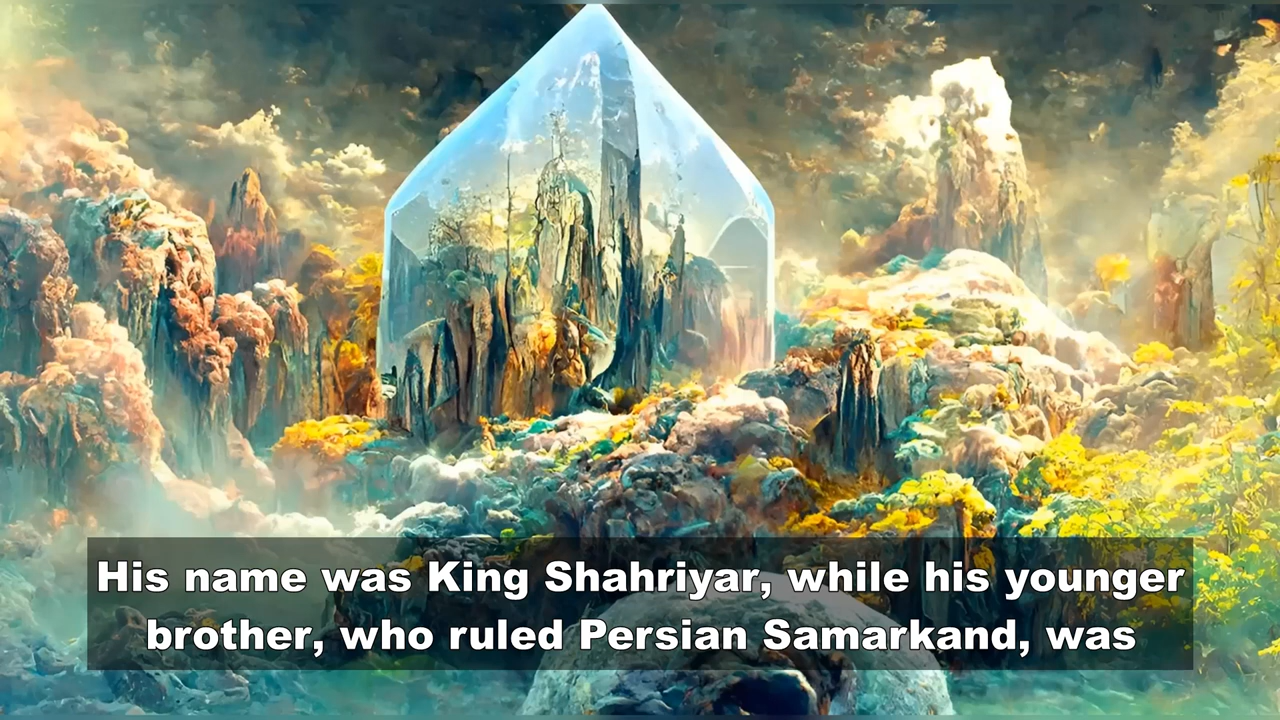 His name was King Shahriyar, while his younger
brother, who ruled Persian Samarkand, was